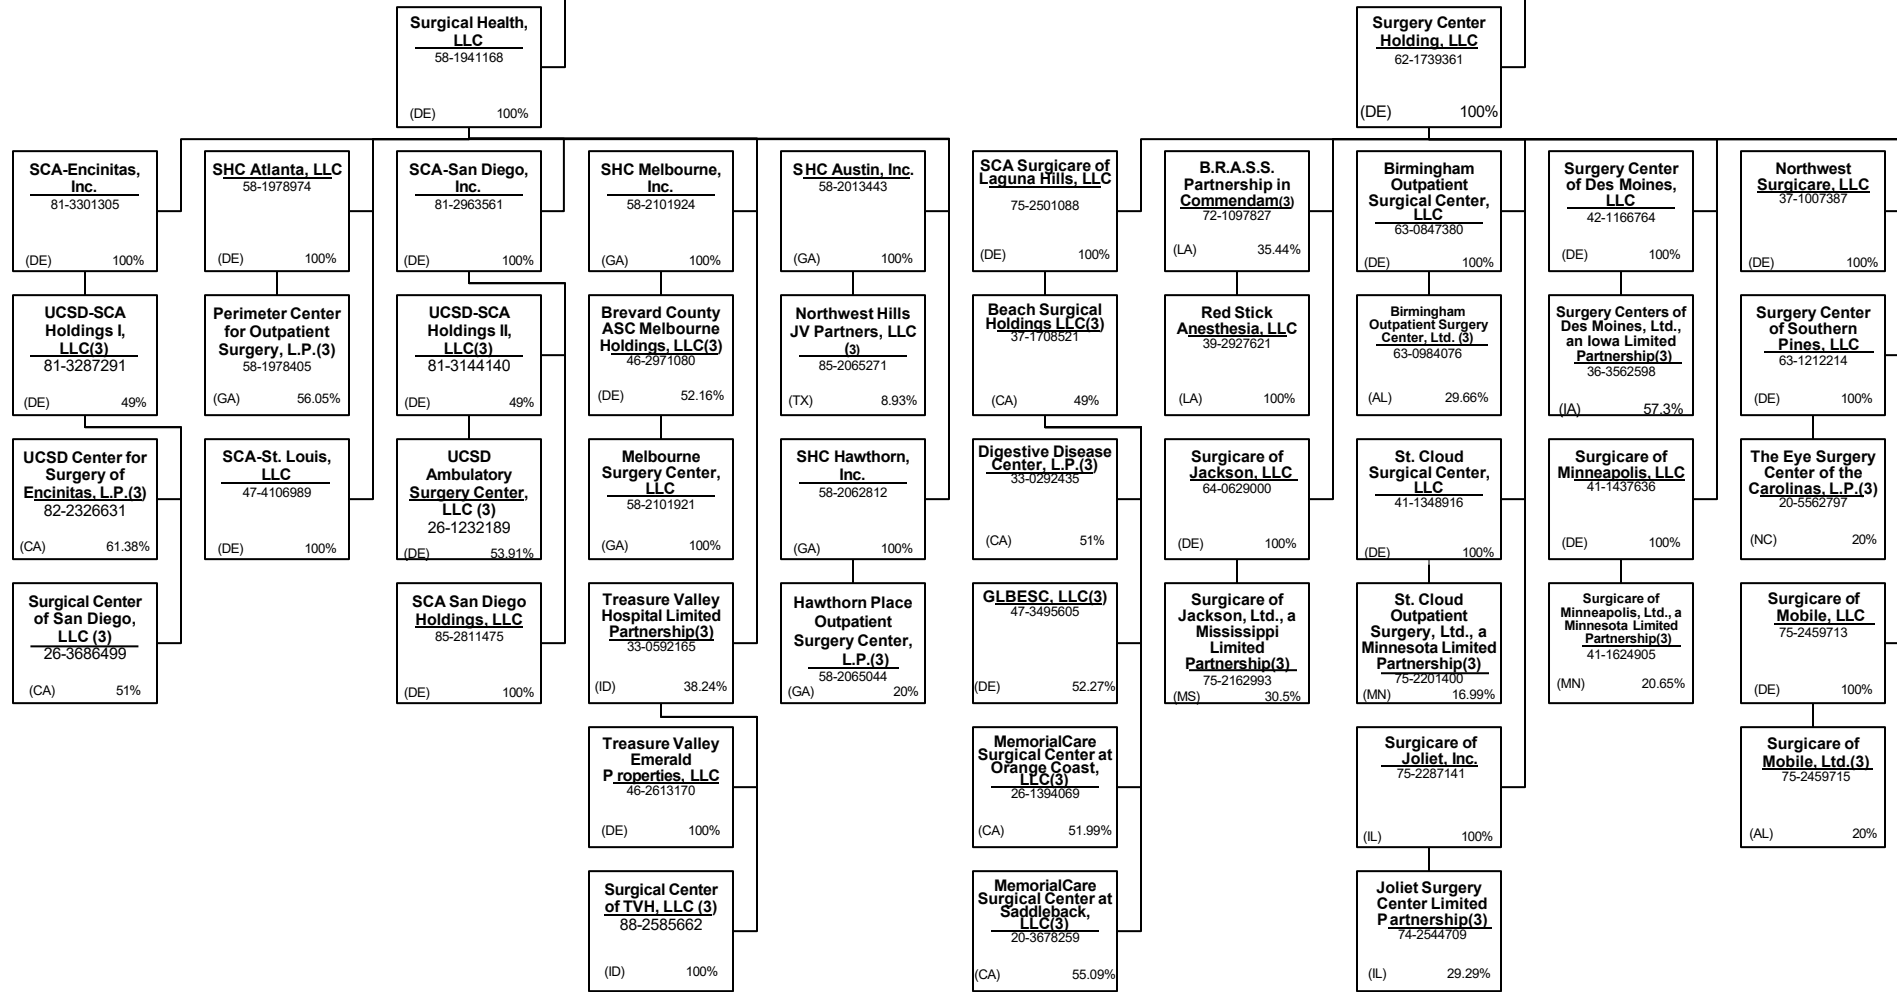 Surgical Health,
LLC
58-1941168
(DE) 100%
Surgery Center
Holding, LLC
62-1739361
(DE) 100%
SCA-Encinitas,
Inc.
81-3301305
(DE) 100%
SHC Atlanta, LLC
58-1978974
(DE) 100%
SCA-San Diego,
Inc.
81-2963561
(DE) 100%
SHC Melbourne,
Inc.
58-2101924
(GA) 100%
SHC Austin, Inc.
58-2013443
(GA) 100%
SCA Surgicare of
Laguna Hills, LLC
75-2501088
(DE) 100%
B.R.A.S.S.
Partnership in
Commendam(3)
72-1097827
(LA) 35.44%
Birmingham
Outpatient
Surgical Center,
LLC
63-0847380
(DE) 100%
Surgery Center
of Des Moines,
LLC
42-1166764
(DE) 100%
Northwest
Surgicare, LLC
37-1007387
(DE) 100%
UCSD-SCA
Holdings I,
LLC(3)
81-3287291
(DE) 49%
Perimeter Center
for Outpatient
Surgery, L.P.(3)
58-1978405
(GA) 56.05%
UCSD-SCA
Holdings II,
LLC(3)
81-3144140
(DE) 49%
Brevard County
ASC Melbourne
Holdings, LLC(3)
46-2971080
(DE) 52.16%
Northwest Hills
JV Partners, LLC
(3)
85-2065271
(TX) 8.93%
Beach Surgical
Holdings LLC(3)
37-1708521
(CA) 49%
Red Stick
Anesthesia, LLC
39-2927621
(LA) 100%
Birmingham
Outpatient Surgery
Center, Ltd. (3)
63-0984076
(AL) 29.66%
Surgery Centers of
Des Moines, Ltd.,
an Iowa Limited
Partnership(3)
36-3562598
(IA) 57.3%
Surgery Center
of Southern
Pines, LLC
63-1212214
(DE) 100%
UCSD Center for
Surgery of
Encinitas, L.P.(3)
82-2326631
(CA) 61.38%
SCA-St. Louis,
LLC
47-4106989
(DE) 100%
UCSD
Ambulatory
Surgery Center,
LLC (3)
26-1232189
(DE) 53.91%
Melbourne
Surgery Center,
LLC
58-2101921
(GA) 100%
SHC Hawthorn,
Inc.
58-2062812
(GA) 100%
Digestive Disease
Center, L.P.(3)
33-0292435
(CA) 51%
Surgicare of
Jackson, LLC
64-0629000
(DE) 100%
St. Cloud
Surgical Center,
LLC
41-1348916
(DE) 100%
Surgicare of
Minneapolis, LLC
41-1437636
(DE) 100%
The Eye Surgery
Center of the
Carolinas, L.P.(3)
20-5562797
(NC) 20%
Surgical Center
of San Diego,
LLC (3)
26-3686499
(CA) 51%
SCA San Diego
Holdings, LLC
85-2811475
(DE) 100%
Treasure Valley
Hospital Limited
Partnership(3)
33-0592165
(ID) 38.24%
Hawthorn Place
Outpatient
Surgery Center,
L.P.(3)
58-2065044
(GA) 20%
GLBESC, LLC(3)
47-3495605
(DE) 52.27%
Surgicare of
Jackson, Ltd., a
Mississippi
Limited
Partnership(3)
75-2162993
(MS) 30.5%
St. Cloud
Outpatient
Surgery, Ltd., a
Minnesota Limited
Partnership(3)
75-2201400
(MN) 16.99%
Surgicare of
Minneapolis, Ltd., a
Minnesota Limited
Partnership(3)
41-1624905
(MN) 20.65%
Surgicare of
Mobile, LLC
75-2459713
(DE) 100%
Treasure Valley
Emerald
Properties, LLC
46-2613170
(DE) 100%
MemorialCare
Surgical Center at
Orange Coast,
LLC(3)
26-1394069
(CA) 51.99%
Surgicare of
Joliet, Inc.
75-2287141
(IL) 100%
Surgicare of
Mobile, Ltd.(3)
75-2459715
(AL) 20%
Surgical Center
of TVH, LLC (3)
88-2585662
(ID) 100%
MemorialCare
Surgical Center at
Saddleback,
LLC(3)
20-3678259
(CA) 55.09%
Joliet Surgery
Center Limited
Partnership(3)
74-2544709
(IL) 29.29%